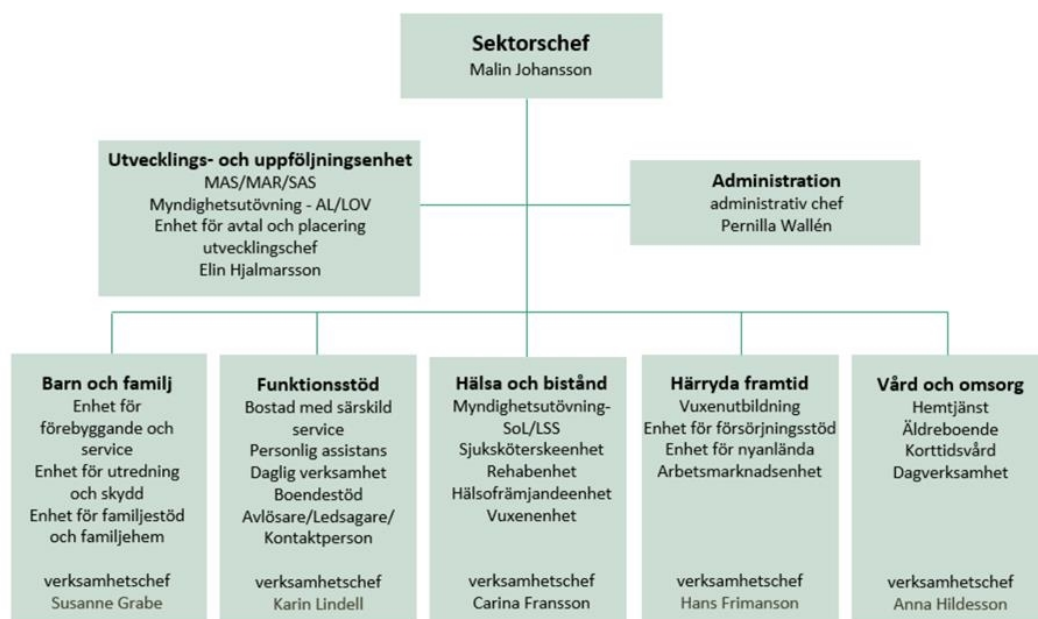 Sektorschef
Malin Johansson
Utvecklings- och uppföljningsenhet
MAS/MAR/SAS
Myndighetsutövning - AL/LOV
Enhet för avtal och placering
utvecklingschef
Elin Hjalmarsson
Administration
administrativ chef
Pernilla Wallén
Barn och familj
Enhet för
förebyggande och
service
Enhet för utredning
och skydd
Enhet för familjestöd
och familjehem
verksamhetschef
Susanne Grabe
Funktionsstöd
Bostad med särskild
service
Personlig assistans
Daglig verksamhet
Boendestöd
Avlösare/Ledsagare/
Kontaktperson
verksamhetschef
Karin Lindell
Hälsa och bistånd
Myndighetsutövning-
SoL/LSS
Sjuksköterskeenhet
Rehabenhet
Hälsofrämjandeenhet
Vuxenenhet
verksamhetschef
Carina Fransson
Härryda framtid
Vuxenutbildning
Enhet för försörjningsstöd
Enhet för nyanlända
Arbetsmarknadsenhet
verksamhetschef
Hans Frimanson
Vård och omsorg
Hemtjänst
Äldreboende
Korttidsvård
Dagverksamhet
verksamhetschef
Anna Hildesson